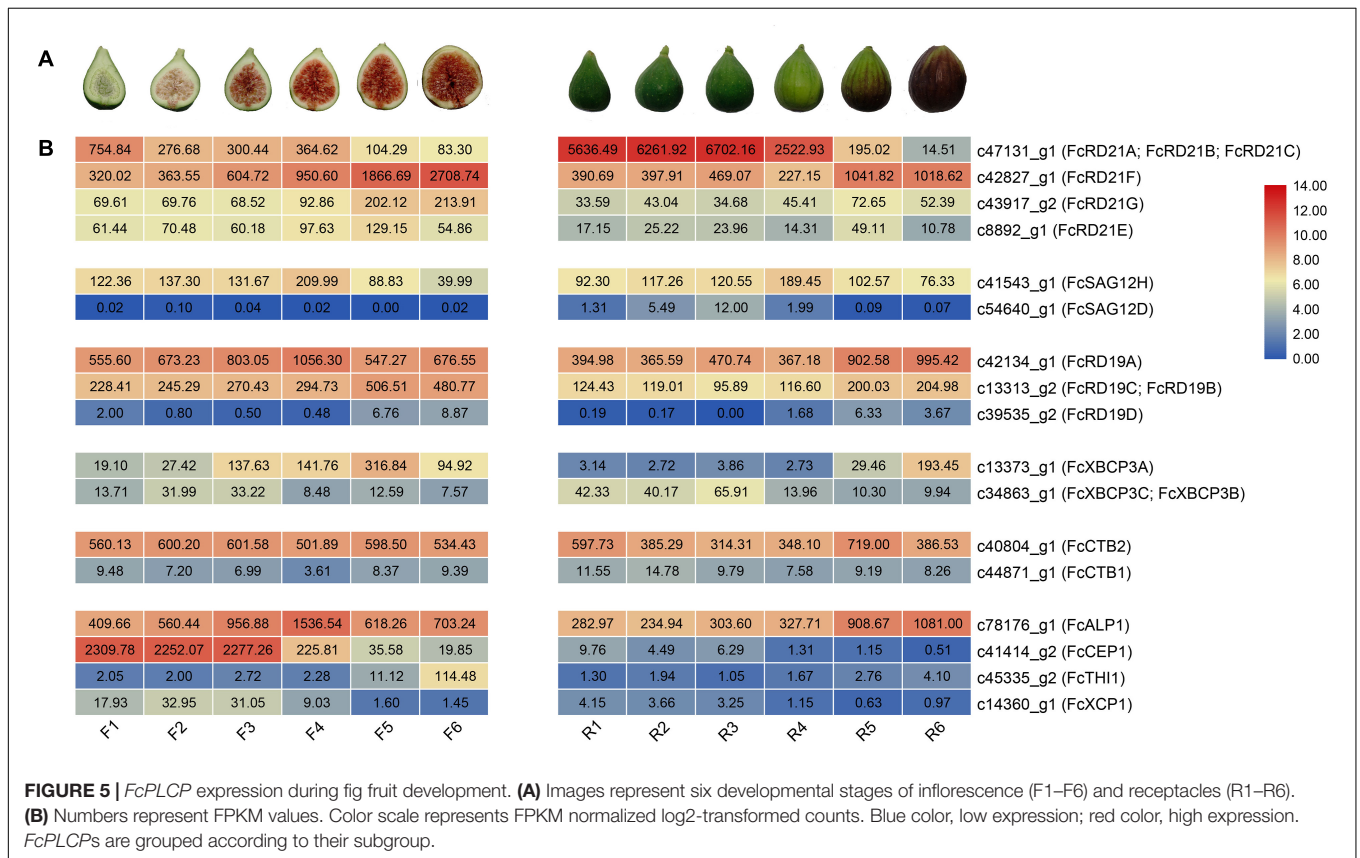 A
B
754.84 276.68 300.44 364.62 104.29 83.30 5636.49 6261.92 6702.16 2522.93 195.02 14.51 c47131_g1 (FcRD21A; FcRD21B; FcRD21C)
320.02 363.55 604.72 950.60 1866.69 2708.74 390.69 397.91 469.07 227.15 1041.82 1018.62 c42827_g1 (FcRD21F)
69.61 69.76 68.52 92.86 202.12 213.91 33.59 43.04 34.68 45.41 72.65 52.39 c43917_g2 (FcRD21G)
61.44 70.48 60.18 97.63 129.15 54.86 17.15 25.22 23.96 14.31 49.11 10.78 c8892_g1 (FcRD21E)
122.36 137.30 131.67 209.99 88.83 39.99 92.30 117.26 120.55 189.45 102.57 76.33 c41543_g1 (FcSAG12H)
0.02 0.10 0.04 0.02 0.00 0.02 1.31 5.49 12.00 1.99 0.09 0.07 c54640_g1 (FcSAG12D)
555.60 673.23 803.05 1056.30 547.27 676.55 394.98 365.59 470.74 367.18 902.58 995.42 c42134_g1 (FcRD19A)
228.41 245.29 270.43 294.73 506.51 480.77 124.43 119.01 95.89 116.60 200.03 204.98 c13313_g2 (FcRD19C; FcRD19B)
2.00 0.80 0.50 0.48 6.76 8.87 0.19 0.17 0.00 1.68 6.33 3.67 c39535_g2 (FcRD19D)
19.10 27.42 137.63 141.76 316.84 94.92 3.14 2.72 3.86 2.73 29.46 193.45 c13373_g1 (FcXBCP3A)
13.71 31.99 33.22 8.48 12.59 7.57 42.33 40.17 65.91 13.96 10.30 9.94 c34863_g1 (FcXBCP3C; FcXBCP3B)
560.13 600.20 601.58 501.89 598.50 534.43 597.73 385.29 314.31 348.10 719.00 386.53 c40804_g1 (FcCTB2)
9.48 7.20 6.99 3.61 8.37 9.39 11.55 14.78 9.79 7.58 9.19 8.26 c44871_g1 (FcCTB1)
409.66 560.44 956.88 1536.54 618.26 703.24 282.97 234.94 303.60 327.71 908.67 1081.00 c78176_g1 (FcALP1)
2309.78 2252.07 2277.26 225.81 35.58 19.85 9.76 4.49 6.29 1.31 1.15 0.51 c41414_g2 (FcCEP1)
2.05 2.00 2.72 2.28 11.12 114.48 1.30 1.94 1.05 1.67 2.76 4.10 c45335_g2 (FcTHI1)
17.93 32.95 31.05 9.03 1.60 1.45 4.15 3.66 3.25 1.15 0.63 0.97 c14360_g1 (FcXCP1)
F1 F2 F3 F4 F5 F6 R1 R2 R3 R4 R5 R6
14.00
12.00
10.00
8.00
6.00
4.00
2.00
0.00
FIGURE 5 | FcPLCP expression during fig fruit development. (A) Images represent six developmental stages of inflorescence (F1–F6) and receptacles (R1–R6).
(B) Numbers represent FPKM values. Color scale represents FPKM normalized log2-transformed counts. Blue color, low expression; red color, high expression.
FcPLCPs are grouped according to their subgroup.